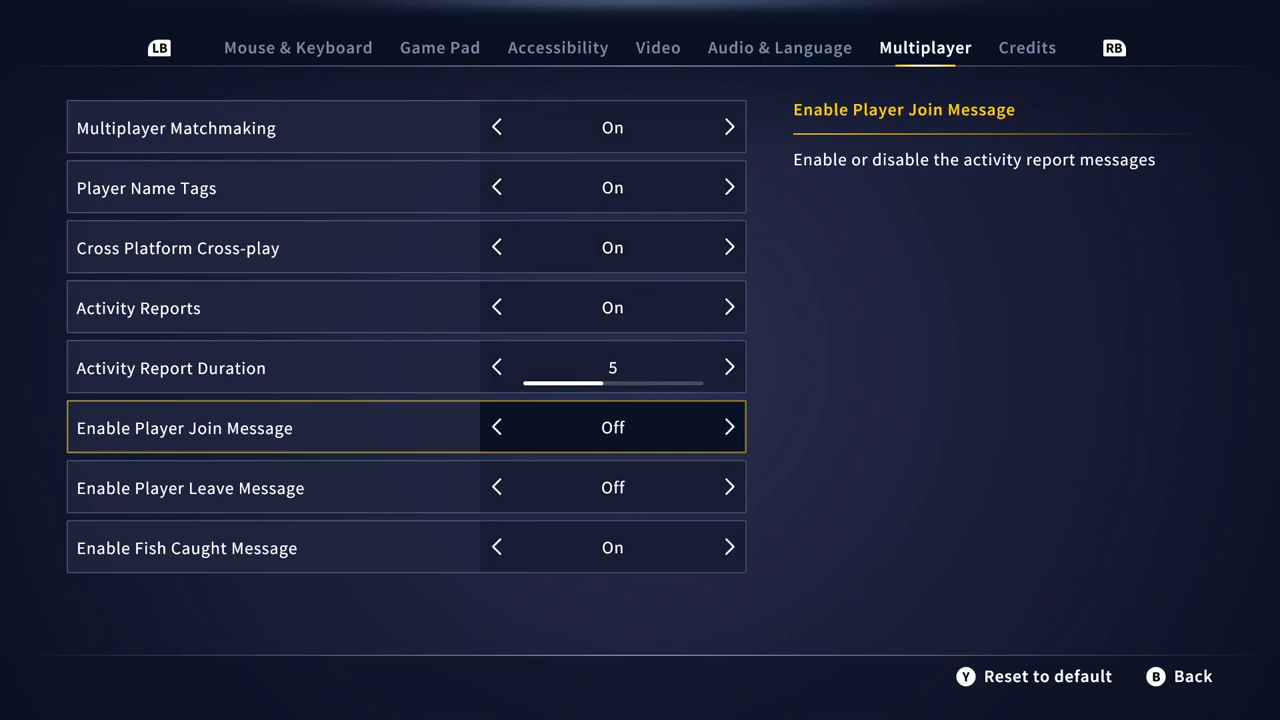 LB Mouse & Keyboard Game Pad Accessibility Video Audio & Language Multiplayer Credits RB
Multiplayer Matchmaking On
Player Name Tags On
Cross Platform Cross-play On
Activity Reports On
Activity Report Duration 5
Enable Player Join Message Off
Enable Player Leave Message Off
Enable Fish Caught Message On
Enable Player Join Message
Enable or disable the activity report messages
Y Reset to default B Back